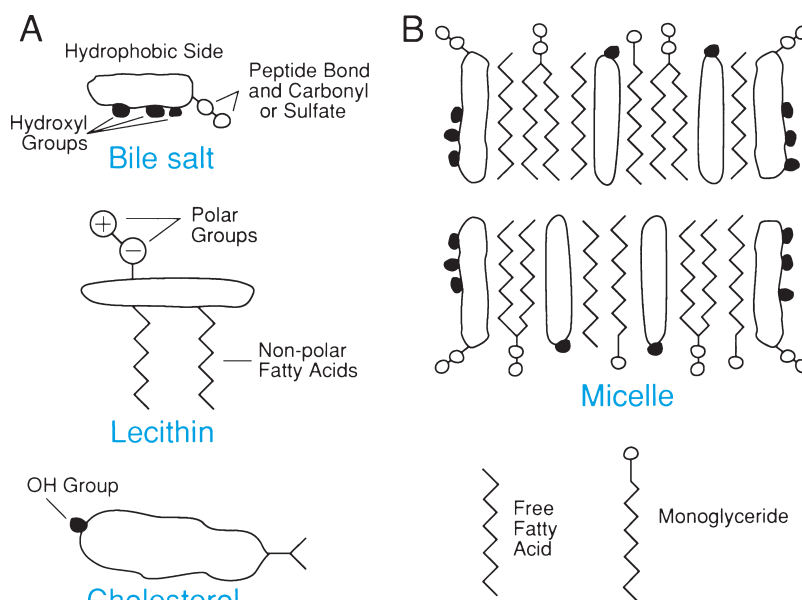 A
Hydrophobic Side
Peptide Bond
and Carbonyl
or Sulfate
Hydroxyl
Groups
Bile salt
+
−
Polar
Groups
Non-polar
Fatty Acids
Lecithin
OH Group
Cholesterol
B
Micelle
Free
Fatty
Acid
Monoglyceride